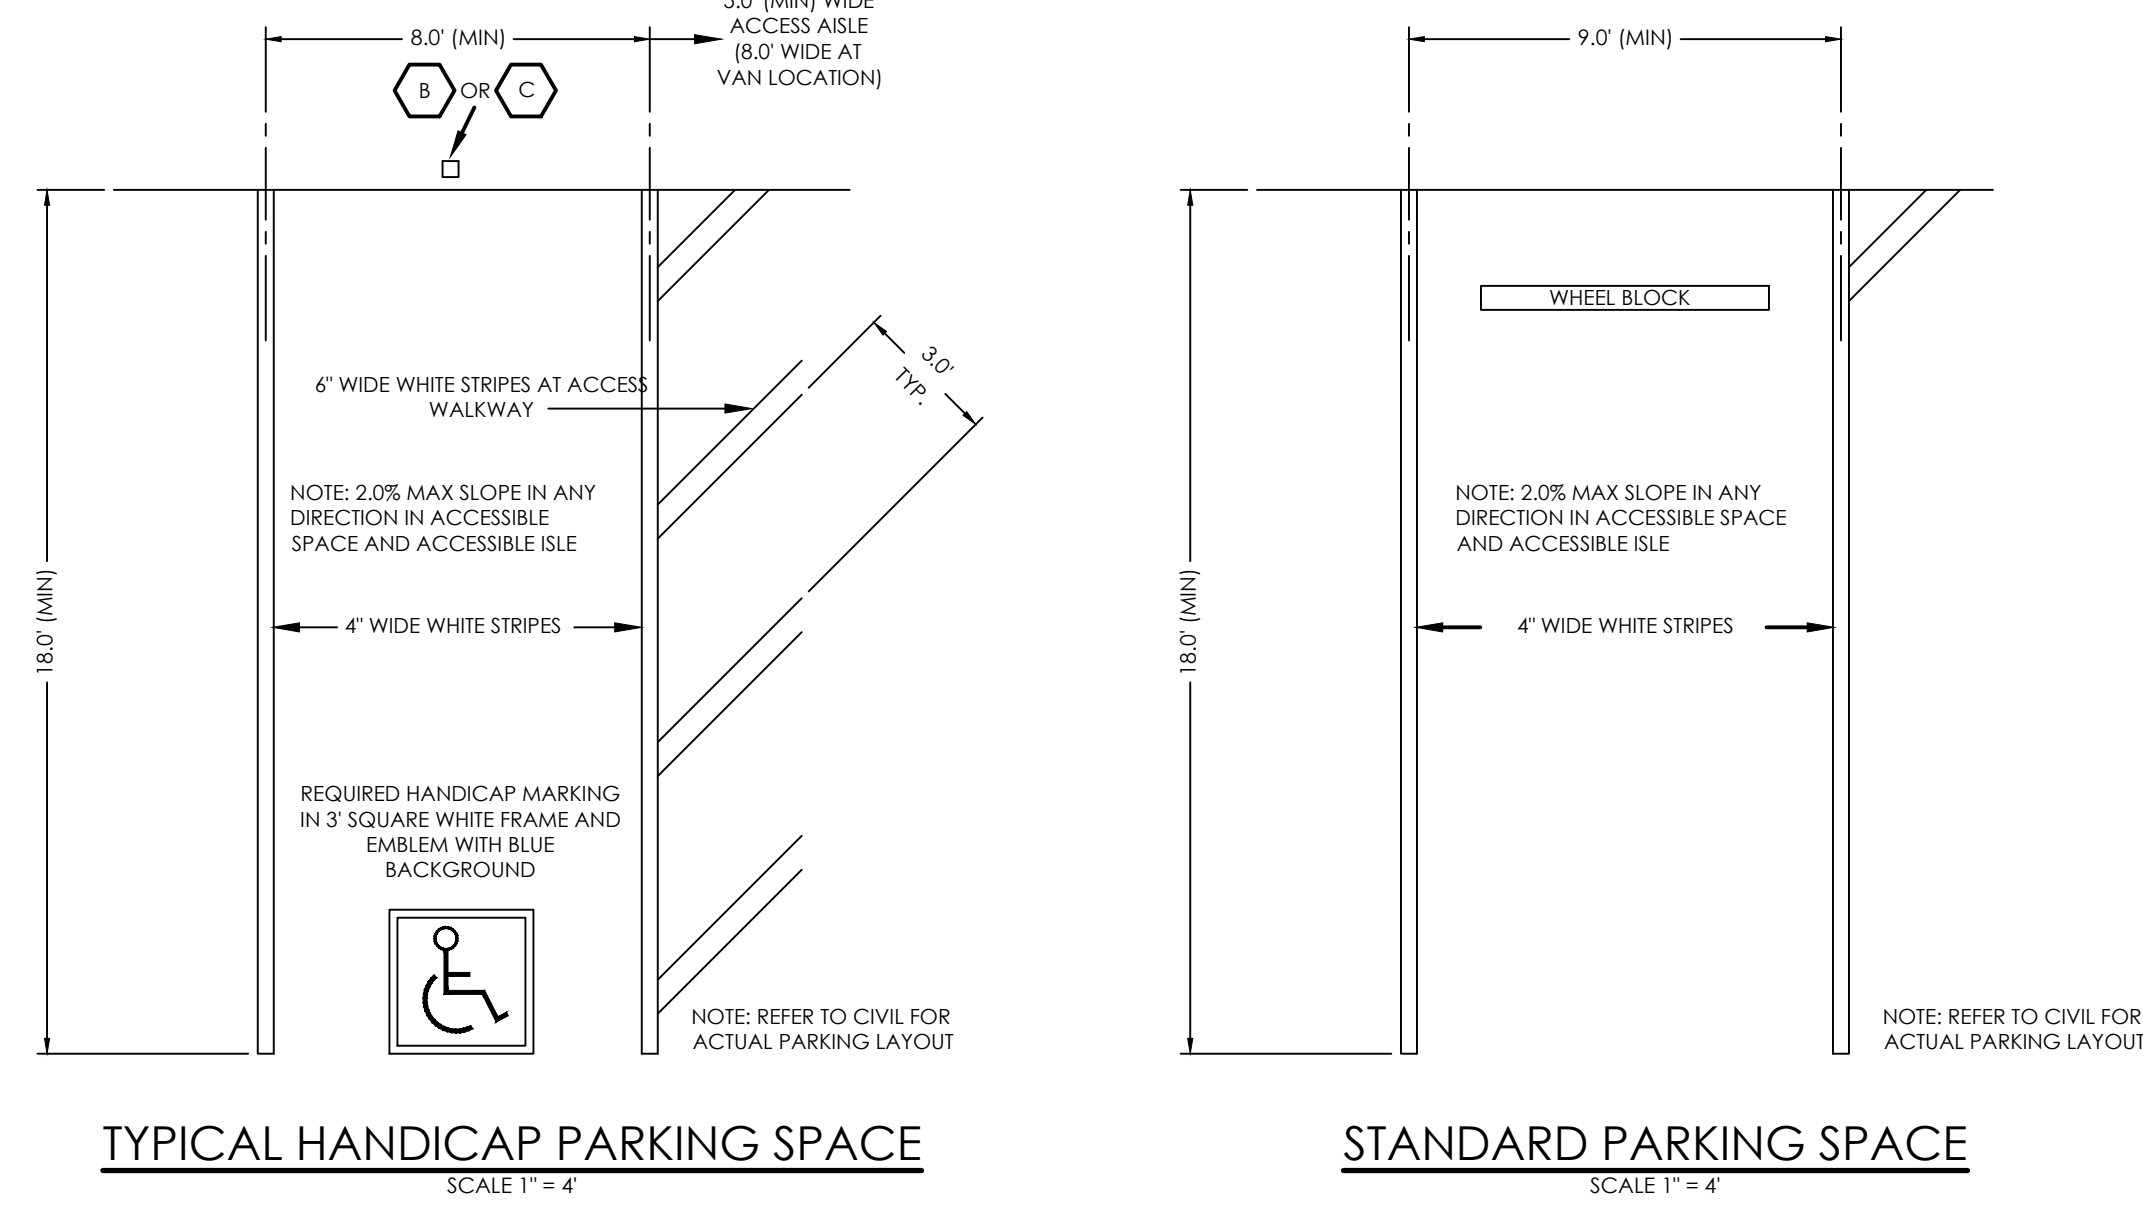 5.0' (MIN) WIDE
ACCESS AISLE
(8.0' WIDE AT
VAN LOCATION)
8.0' (MIN)
B OR C
18.0' (MIN)
6" WIDE WHITE STRIPES AT ACCESS
WALKWAY
3.0'
TYP.
NOTE: 2.0% MAX SLOPE IN ANY
DIRECTION IN ACCESSIBLE
SPACE AND ACCESSIBLE ISLE
4" WIDE WHITE STRIPES
REQUIRED HANDICAP MARKING
IN 3' SQUARE WHITE FRAME AND
EMBLEM WITH BLUE
BACKGROUND
NOTE: REFER TO CIVIL FOR
ACTUAL PARKING LAYOUT
TYPICAL HANDICAP PARKING SPACE
SCALE 1" = 4'
9.0' (MIN)
18.0' (MIN)
WHEEL BLOCK
NOTE: 2.0% MAX SLOPE IN ANY
DIRECTION IN ACCESSIBLE SPACE
AND ACCESSIBLE ISLE
4" WIDE WHITE STRIPES
NOTE: REFER TO CIVIL FOR
ACTUAL PARKING LAYOUT
STANDARD PARKING SPACE
SCALE 1" = 4'